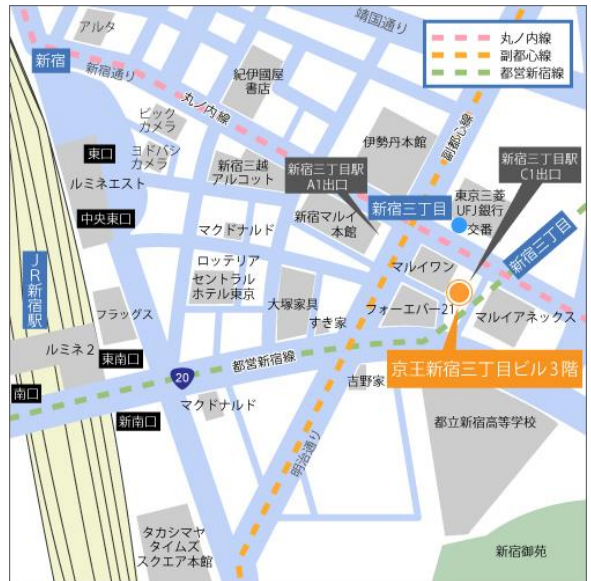 アルタ
靖国通り
丸ノ内線
副都心線
都営新宿線
新宿
新宿通り
紀伊國屋
書店
丸ノ内線
ビック
カメラ
ヨドバシ
カメラ
伊勢丹本館
副都心線
東口
ルミネエスト
新宿三越
アルコット
新宿三丁目駅
A1出口
新宿三丁目駅
C1出口
中央東口
マクドナルド
新宿マルイ
本館
新宿三丁目
東京三菱
UFJ銀行
交番
新宿三丁目
JR新宿駅
ロッテリア
セントラル
ホテル東京
マルイワン
フラッグス
大塚家具
すき家
フォーエバー21
マルイアネックス
ルミネ2
東南口
都営新宿線
京王新宿三丁目ビル3階
20
南口
新南口
マクドナルド
吉野家
都立新宿高等学校
明治通り
タカシマヤ
タイムズ
スクエア本館
新宿御苑